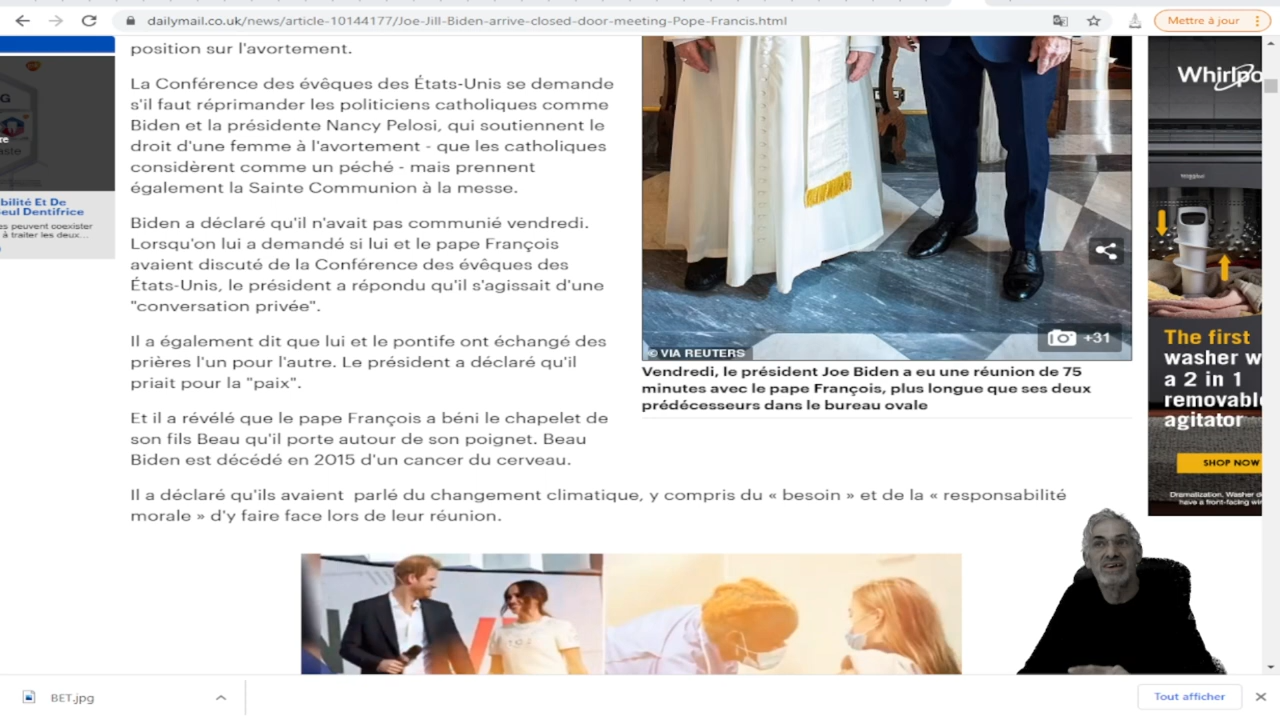 dailymail.co.uk/news/article-10144177/Joe-Jill-Biden-arrive-closed-door-meeting-Pope-Francis.html
Mettre à jour
position sur l'avortement.
La Conférence des évêques des États-Unis se demande
s'il faut réprimander les politiciens catholiques comme
Biden et la présidente Nancy Pelosi, qui soutiennent le
droit d'une femme à l'avortement - que les catholiques
considèrent comme un péché - mais prennent
également la Sainte Communion à la messe.
Biden a déclaré qu'il n'avait pas communié vendredi.
Lorsqu'on lui a demandé si lui et le pape François
avaient discuté de la Conférence des évêques des
États-Unis, le président a répondu qu'il s'agissait d'une
"conversation privée".
Il a également dit que lui et le pontife ont échangé des
prières l'un pour l'autre. Le président a déclaré qu'il
priait pour la "paix".
Et il a révélé que le pape François a béni le chapelet de
son fils Beau qu'il porte autour de son poignet. Beau
Biden est décédé en 2015 d'un cancer du cerveau.
Il a déclaré qu'ils avaient parlé du changement climatique, y compris du « besoin » et de la « responsabilité
morale » d'y faire face lors de leur réunion.
+31
© VIA REUTERS
Vendredi, le président Joe Biden a eu une réunion de 75
minutes avec le pape François, plus longue que ses deux
prédécesseurs dans le bureau ovale
bilité Et De
eul Dentifrice
es peuvent coexister
à traiter les deux...
Whirlpo
The first
washer w
a 2 in 1
removabl
agitator
SHOP NOW
Dramatization. Washer d
have a front-facing wi
BET.jpg
Tout afficher